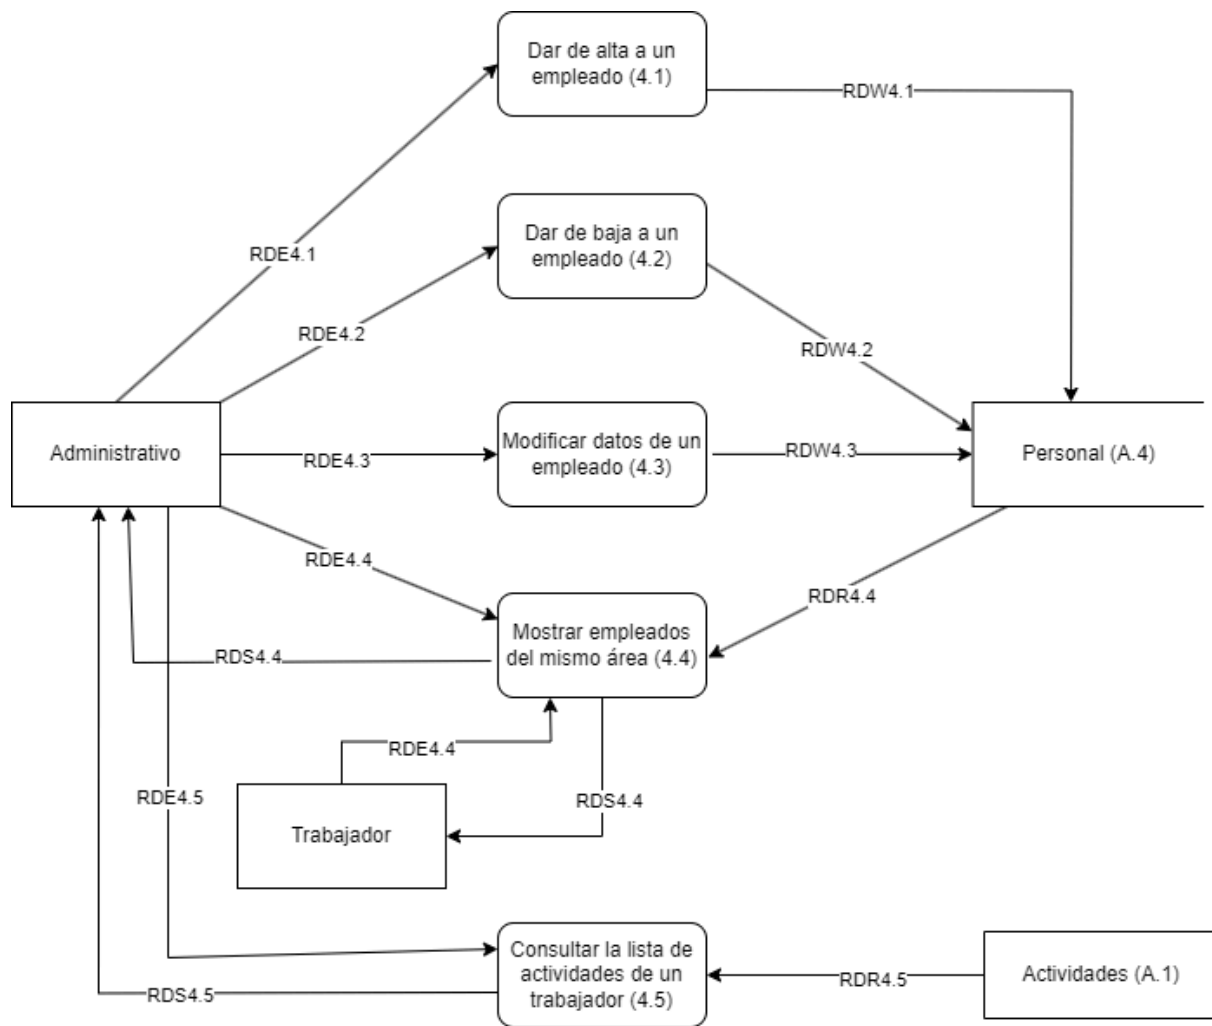 Dar de alta a un
empleado (4.1)
RDW4.1
RDE4.1
Dar de baja a un
empleado (4.2)
RDE4.2
RDW4.2
Administrativo
RDE4.3
Modificar datos de un
empleado (4.3)
RDW4.3
Personal (A.4)
RDE4.4
RDR4.4
Mostrar empleados
del mismo área (4.4)
RDS4.4
RDE4.4
RDE4.5
RDS4.4
Trabajador
Consultar la lista de
actividades de un
trabajador (4.5)
RDS4.5
RDR4.5
Actividades (A.1)